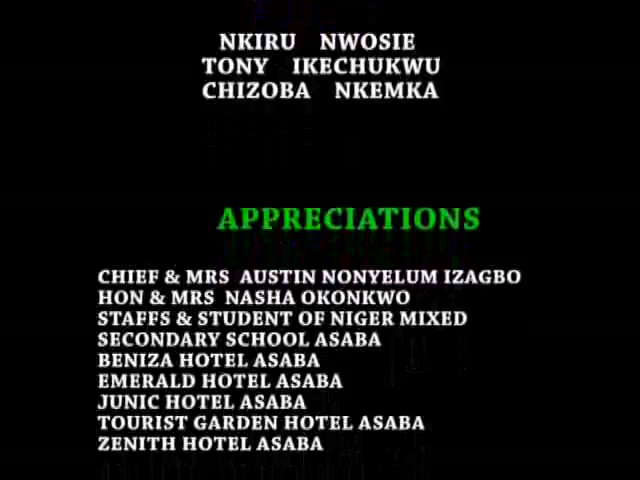 NKIRU NWOSIE
TONY IKECHUKWU
CHIZOBA NKEMKA
APPRECIATIONS
CHIEF & MRS AUSTIN NONYELUM IZAGBO
HON & MRS NASHA OKONKWO
STAFFS & STUDENT OF NIGER MIXED
SECONDARY SCHOOL ASABA
BENIZA HOTEL ASABA
EMERALD HOTEL ASABA
JUNIC HOTEL ASABA
TOURIST GARDEN HOTEL ASABA
ZENITH HOTEL ASABA